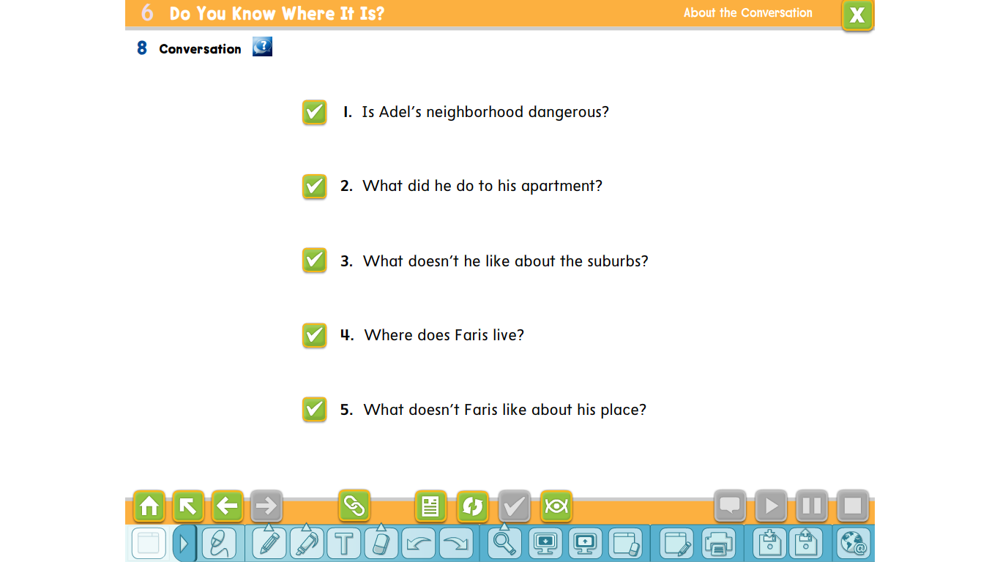 6 Do You Know Where It Is?
About the Conversation
X
8 Conversation ?
1. Is Adel's neighborhood dangerous?
2. What did he do to his apartment?
3. What doesn't he like about the suburbs?
4. Where does Faris live?
5. What doesn't Faris like about his place?
T
@